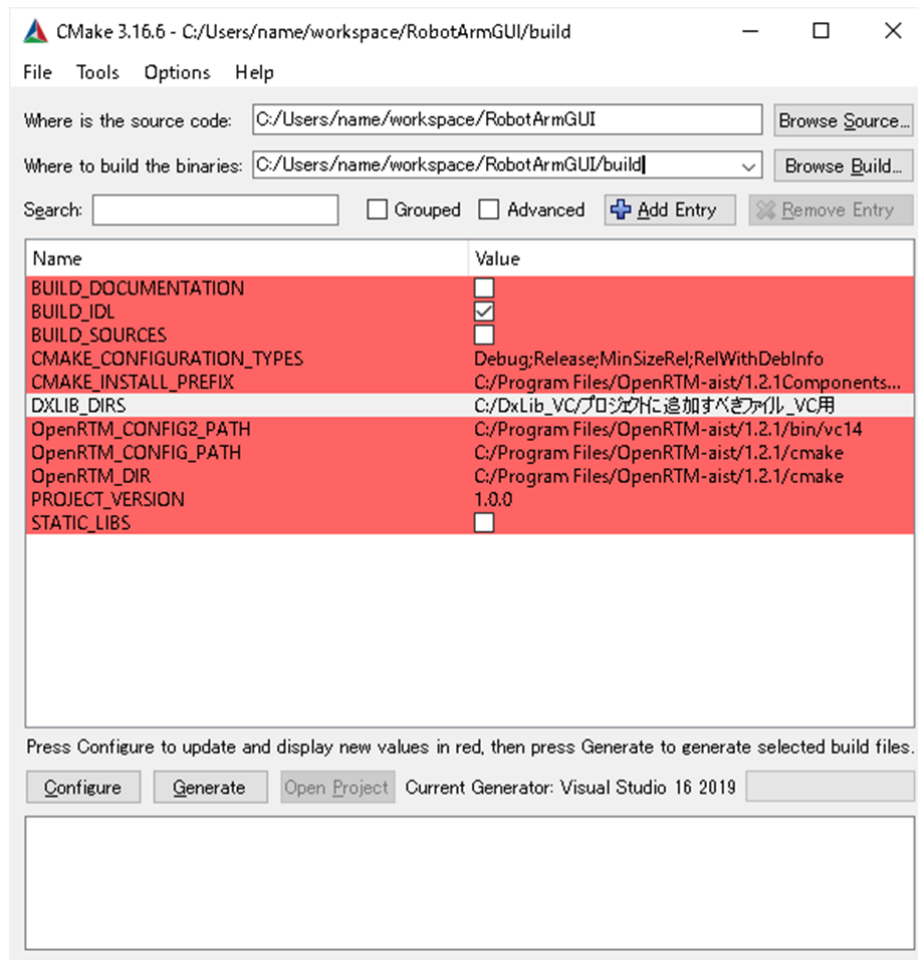 CMake 3.16.6 - C:/Users/name/workspace/RobotArmGUI/build
File Tools Options Help
Where is the source code: C:/Users/name/workspace/RobotArmGUI Browse Source...
Where to build the binaries: C:/Users/name/workspace/RobotArmGUI/build Browse Build...
Search: Grouped Advanced Add Entry Remove Entry
Name Value
BUILD_DOCUMENTATION
BUILD_IDL
BUILD_SOURCES
CMAKE_CONFIGURATION_TYPES Debug;Release;MinSizeRel;RelWithDebInfo
CMAKE_INSTALL_PREFIX C:/Program Files/OpenRTM-aist/1.2.1Components...
DXLIB_DIRS C:/DxLib_VC/プロジェクトに追加すべきファイル_VC用
OpenRTM_CONFIG2_PATH C:/Program Files/OpenRTM-aist/1.2.1/bin/vc14
OpenRTM_CONFIG_PATH C:/Program Files/OpenRTM-aist/1.2.1/cmake
OpenRTM_DIR C:/Program Files/OpenRTM-aist/1.2.1/cmake
PROJECT_VERSION 1.0.0
STATIC_LIBS
Press Configure to update and display new values in red, then press Generate to generate selected build files.
Configure Generate Open Project Current Generator: Visual Studio 16 2019